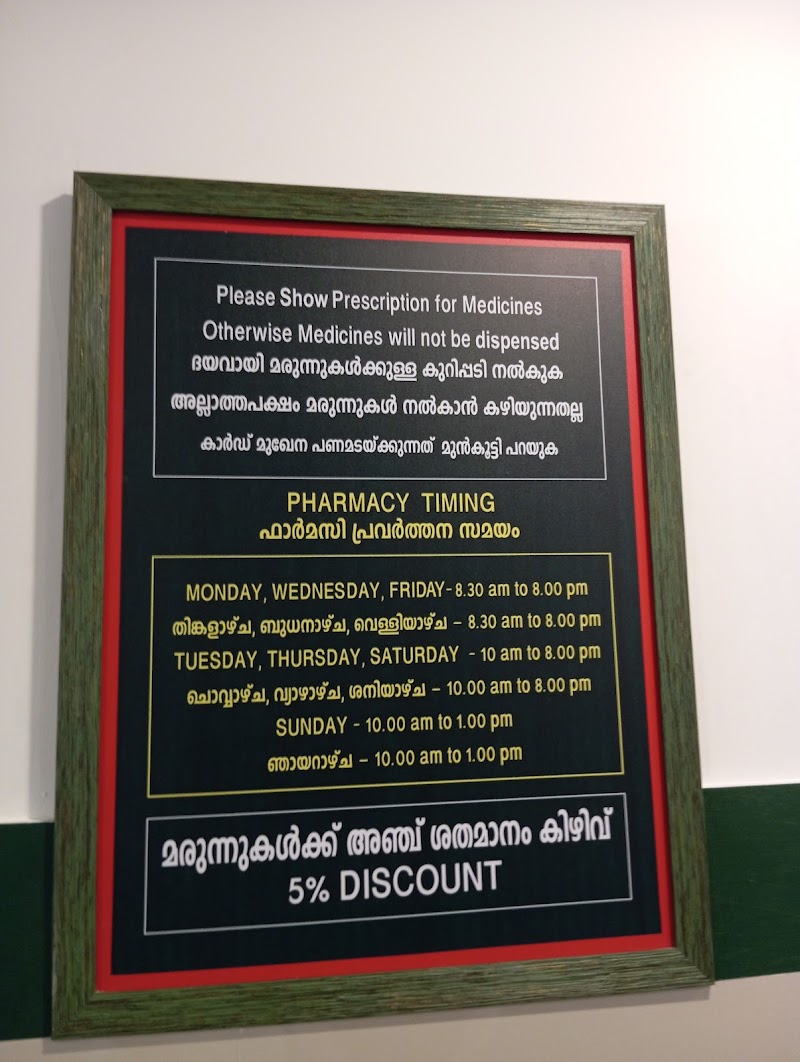 Please Show Prescription for Medicines
Otherwise Medicines will not be dispensed
ദയവായി മരുന്നുകൾക്കുള്ള കുറിപ്പടി നൽകുക
അല്ലാത്തപക്ഷം മരുന്നുകൾ നൽകാൻ കഴിയുന്നതല്ല
കാർഡ് മുഖേന പണമടയ്ക്കുന്നത് മുൻകൂട്ടി പറയുക
PHARMACY TIMING
ഫാർമസി പ്രവർത്തന സമയം
MONDAY, WEDNESDAY, FRIDAY- 8.30 am to 8.00 pm
തിങ്കളാഴ്ച, ബുധനാഴ്ച, വെള്ളിയാഴ്ച – 8.30 am to 8.00 pm
TUESDAY, THURSDAY, SATURDAY - 10 am to 8.00 pm
ചൊവ്വാഴ്ച, വ്യാഴാഴ്ച, ശനിയാഴ്ച – 10.00 am to 8.00 pm
SUNDAY - 10.00 am to 1.00 pm
ഞായറാഴ്ച – 10.00 am to 1.00 pm
മരുന്നുകൾക്ക് അഞ്ച് ശതമാനം കിഴിവ്
5% DISCOUNT